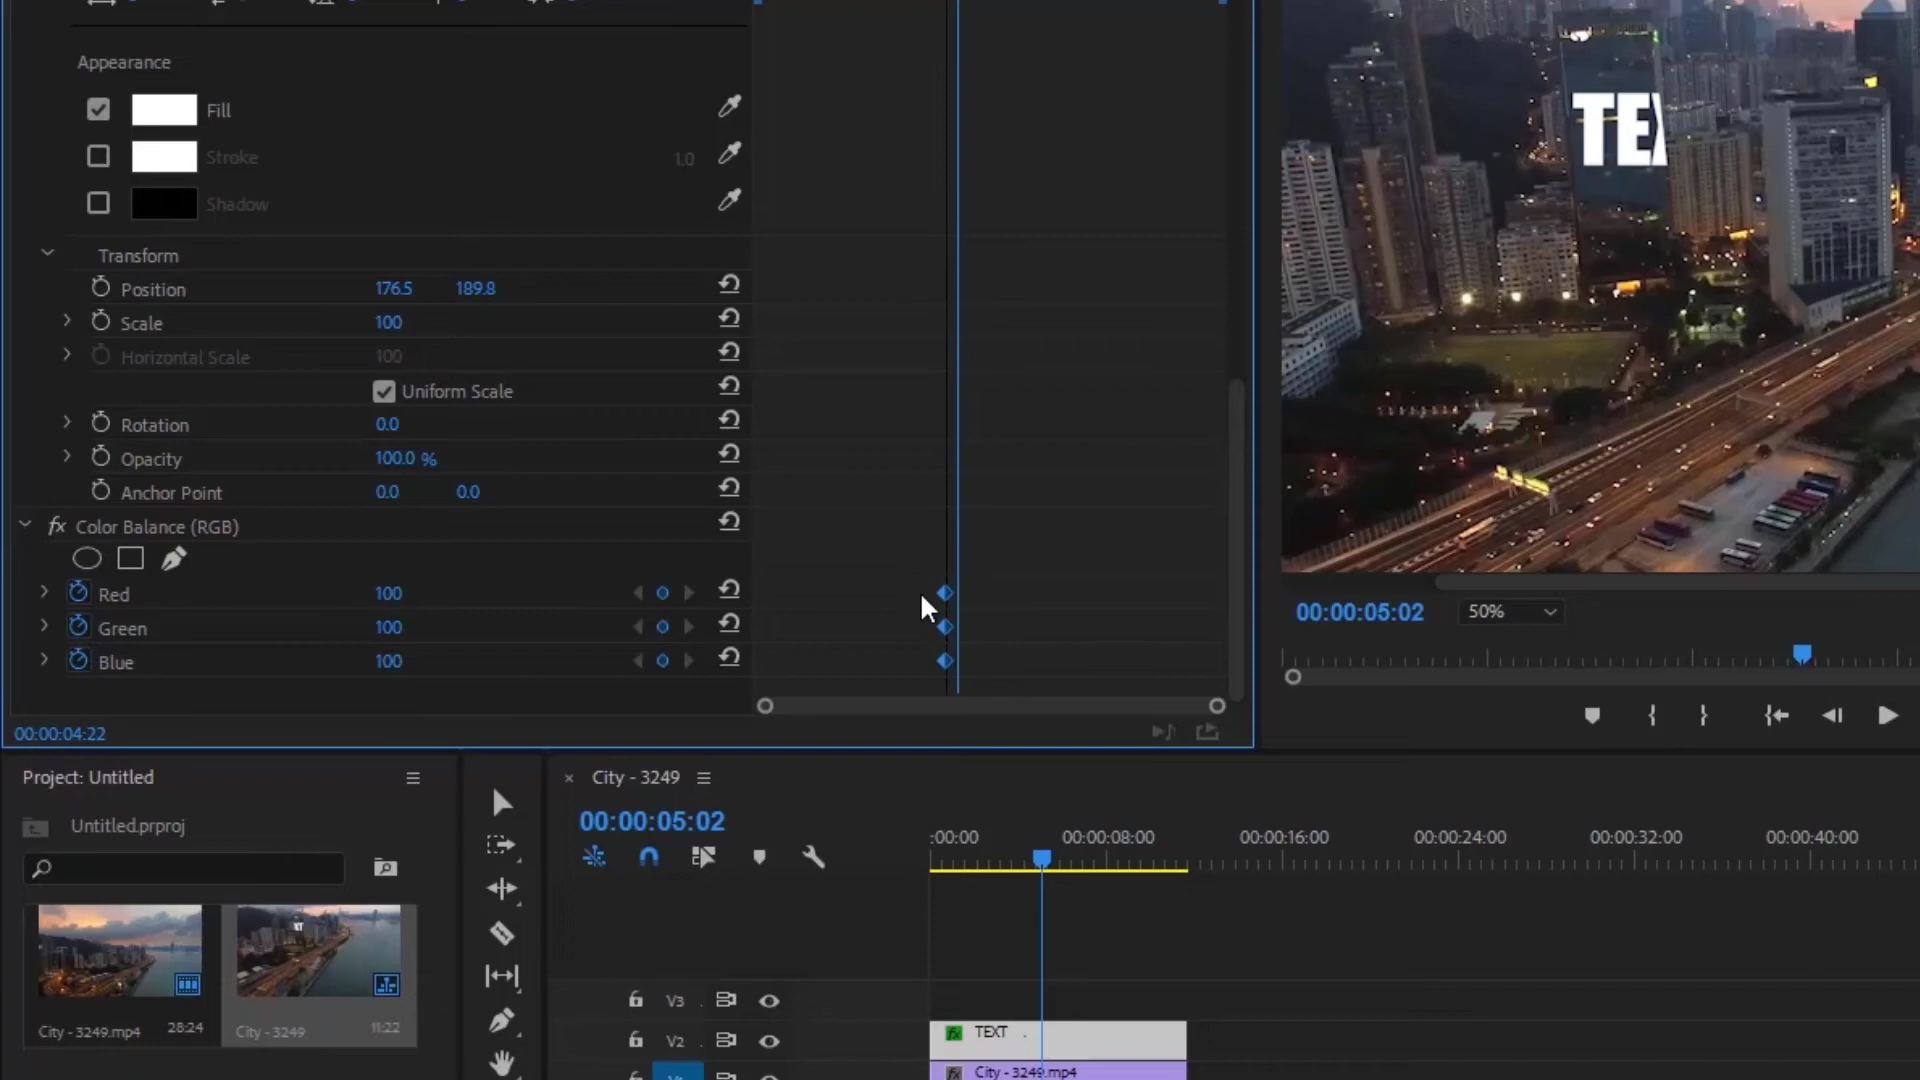 Appearance
Fill
Stroke 1.0
Shadow
Transform
Position 176.5 189.8
Scale 100
Horizontal Scale 100
Uniform Scale
Rotation 0.0
Opacity 100.0 %
Anchor Point 0.0 0.0
fx Color Balance (RGB)
Red 100
Green 100
Blue 100
00:00:04:22
TEX
00:00:05:02 50%
Project: Untitled
Untitled.prproj
City - 3249.mp4 28:24
City - 3249 11:22
× City - 3249
00:00:05:02
:00:00 00:00:08:00 00:00:16:00 00:00:24:00 00:00:32:00 00:00:40:00
V3
V2
fx TEXT
fx City - 3249.mp4